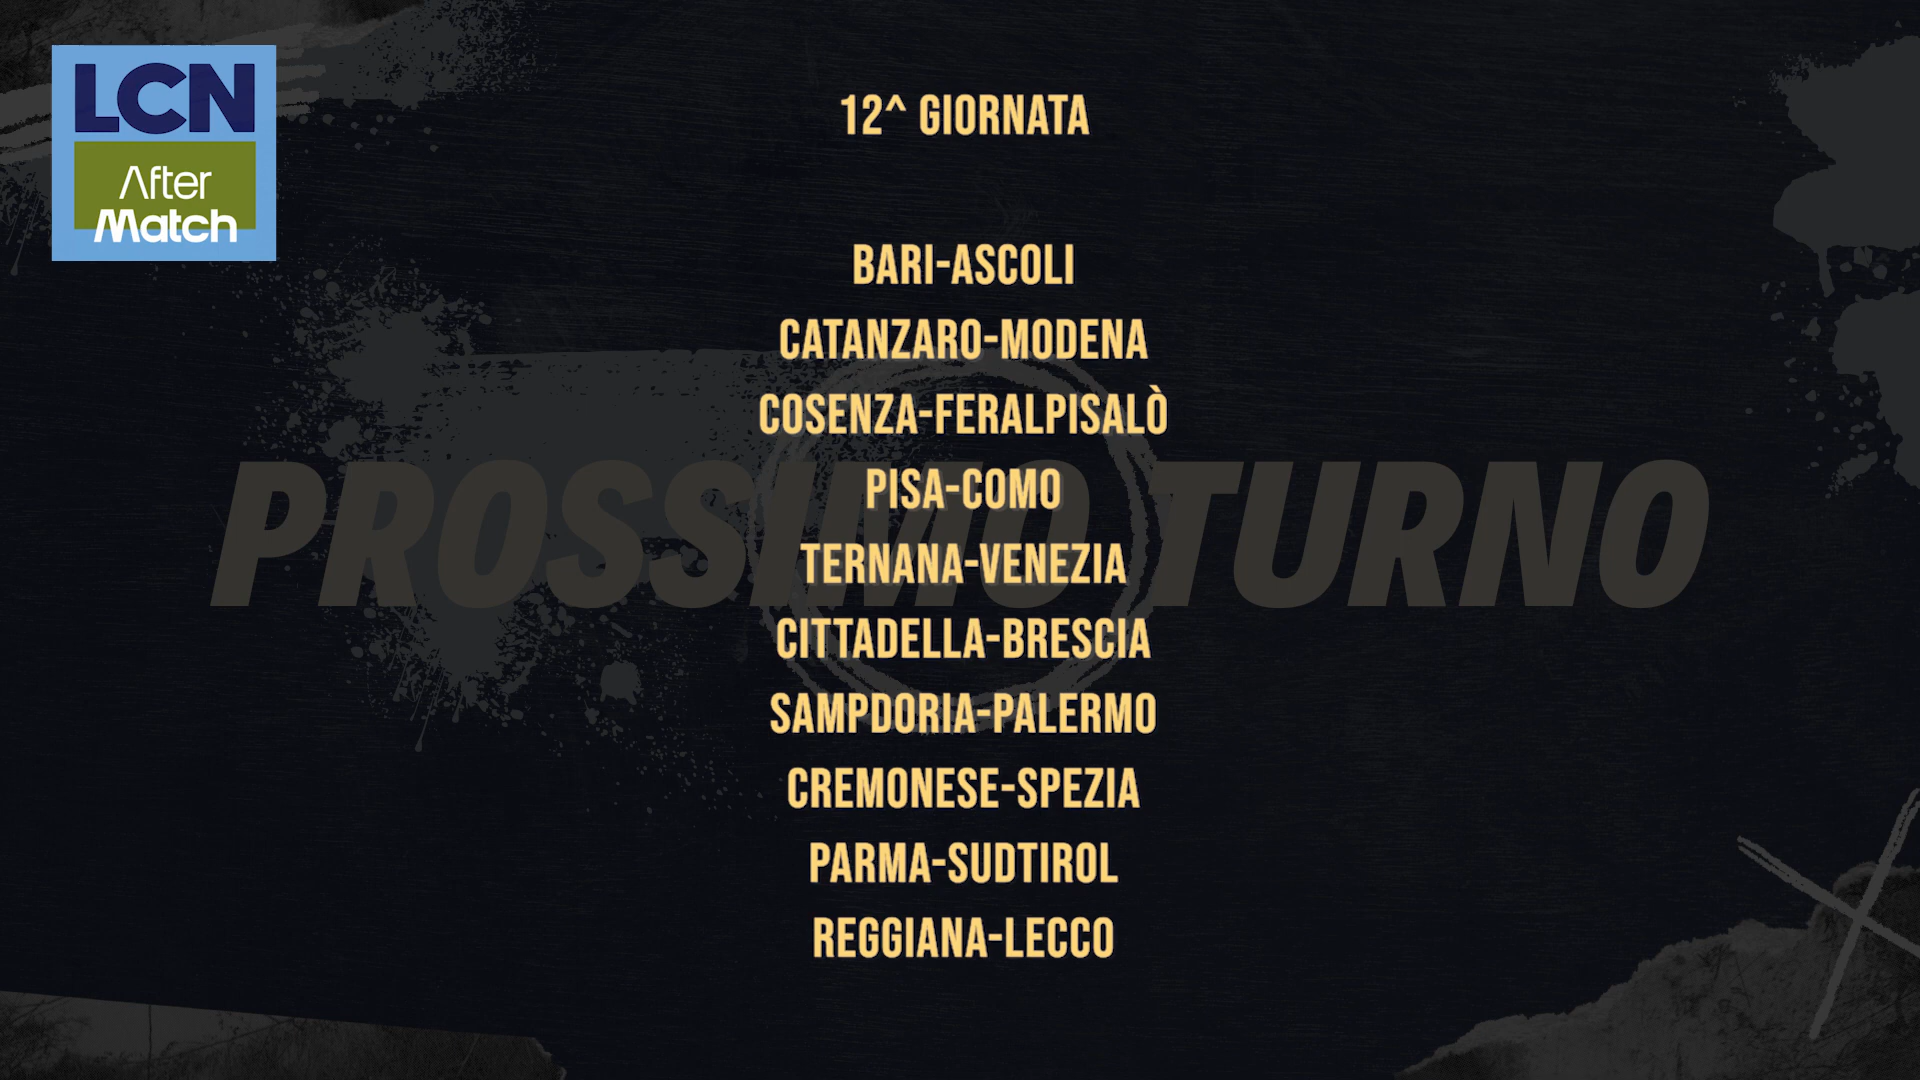 LCN
After
Match
12^ GIORNATA
BARI-ASCOLI
CATANZARO-MODENA
COSENZA-FERALPISALÒ
PISA-COMO
PROSSIMO TURNO
TERNANA-VENEZIA
CITTADELLA-BRESCIA
SAMPDORIA-PALERMO
CREMONESE-SPEZIA
PARMA-SUDTIROL
REGGIANA-LECCO